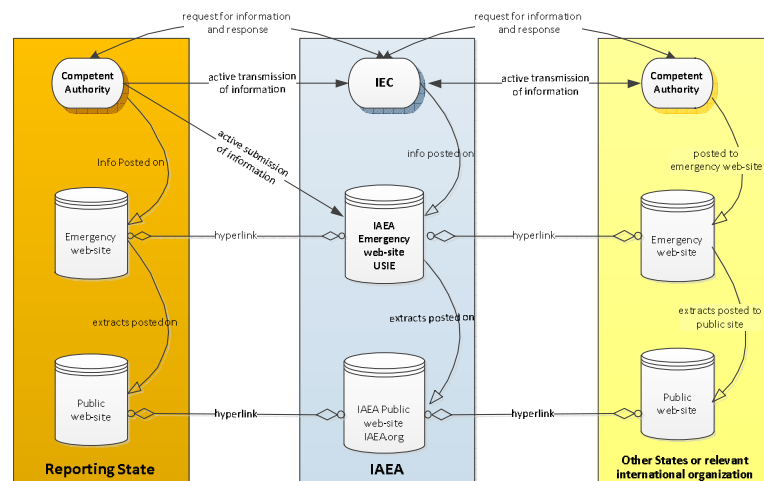 request for information
and response
request for information
and response
Competent
Authority
active transmission
of information
IEC
active transmission
of information
Competent
Authority
active submission
of information
Info Posted on
info posted on
posted to
emergency web-site
Emergency
web-site
hyperlink
IAEA
Emergency
web-site
USIE
hyperlink
Emergency
web-site
extracts posted on
extracts posted on
extracts posted to
public site
Public
web-site
hyperlink
IAEA Public
web-site
IAEA.org
hyperlink
Public
web-site
Reporting State
IAEA
Other States or relevant
international organization